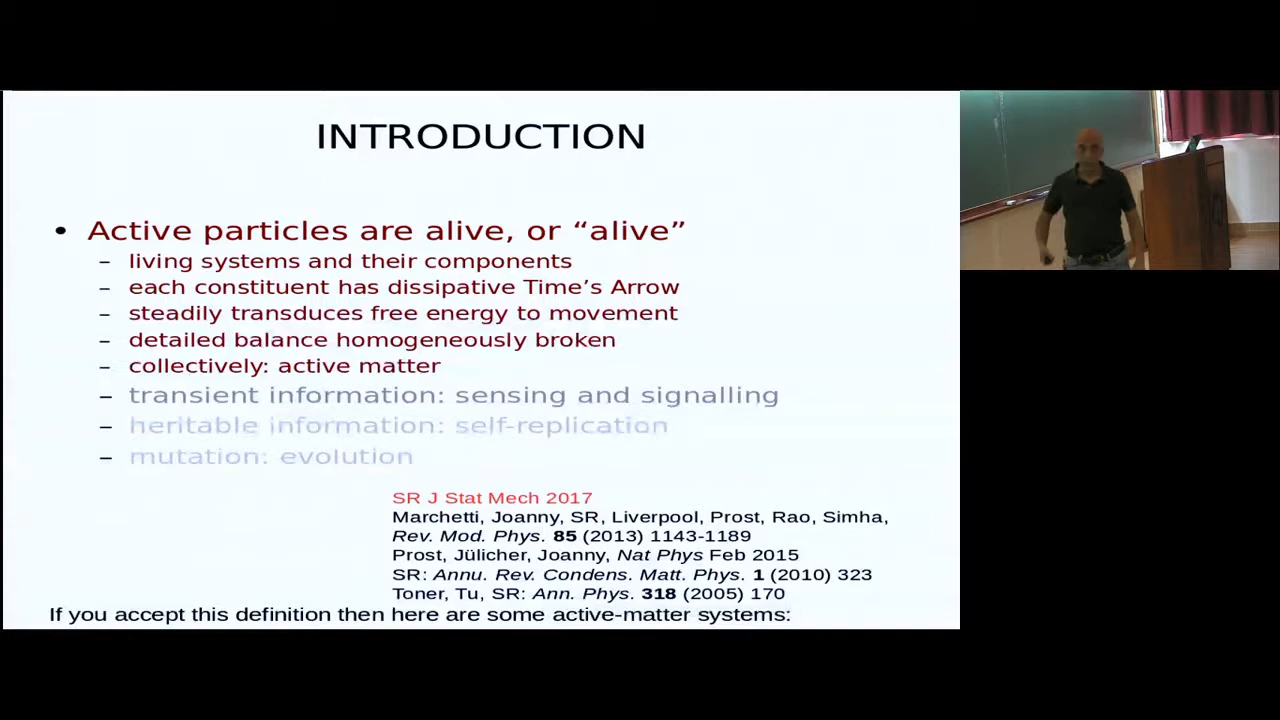 INTRODUCTION
• Active particles are alive, or “alive”
– living systems and their components
– each constituent has dissipative Time’s Arrow
– steadily transduces free energy to movement
– detailed balance homogeneously broken
– collectively: active matter
– transient information: sensing and signalling
– heritable information: self-replication
– mutation: evolution
SR J Stat Mech 2017
Marchetti, Joanny, SR, Liverpool, Prost, Rao, Simha,
Rev. Mod. Phys. 85 (2013) 1143-1189
Prost, Jülicher, Joanny, Nat Phys Feb 2015
SR: Annu. Rev. Condens. Matt. Phys. 1 (2010) 323
Toner, Tu, SR: Ann. Phys. 318 (2005) 170
If you accept this definition then here are some active-matter systems: